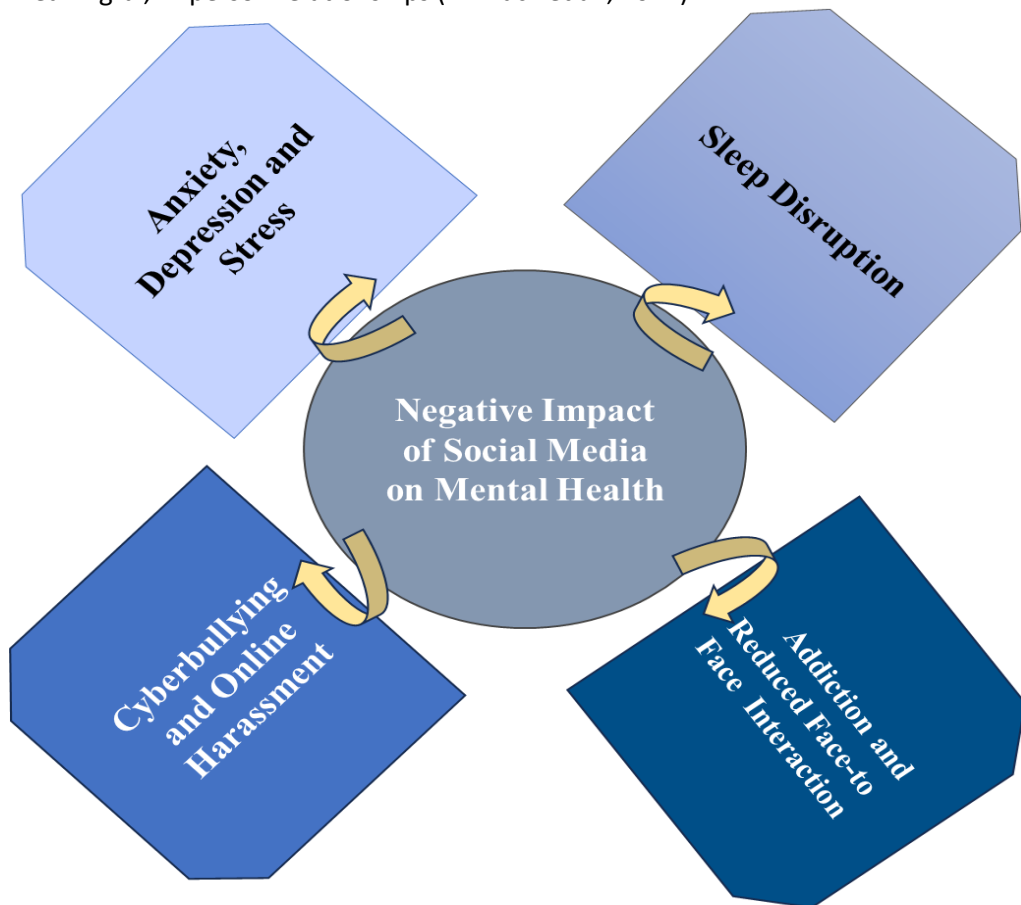 Anxiety,
Depression and
Stress
Sleep Disruption
Negative Impact
of Social Media
on Mental Health
Cyberbullying
and Online
Harassment
Addiction and
Reduced Face-to
Face Interaction